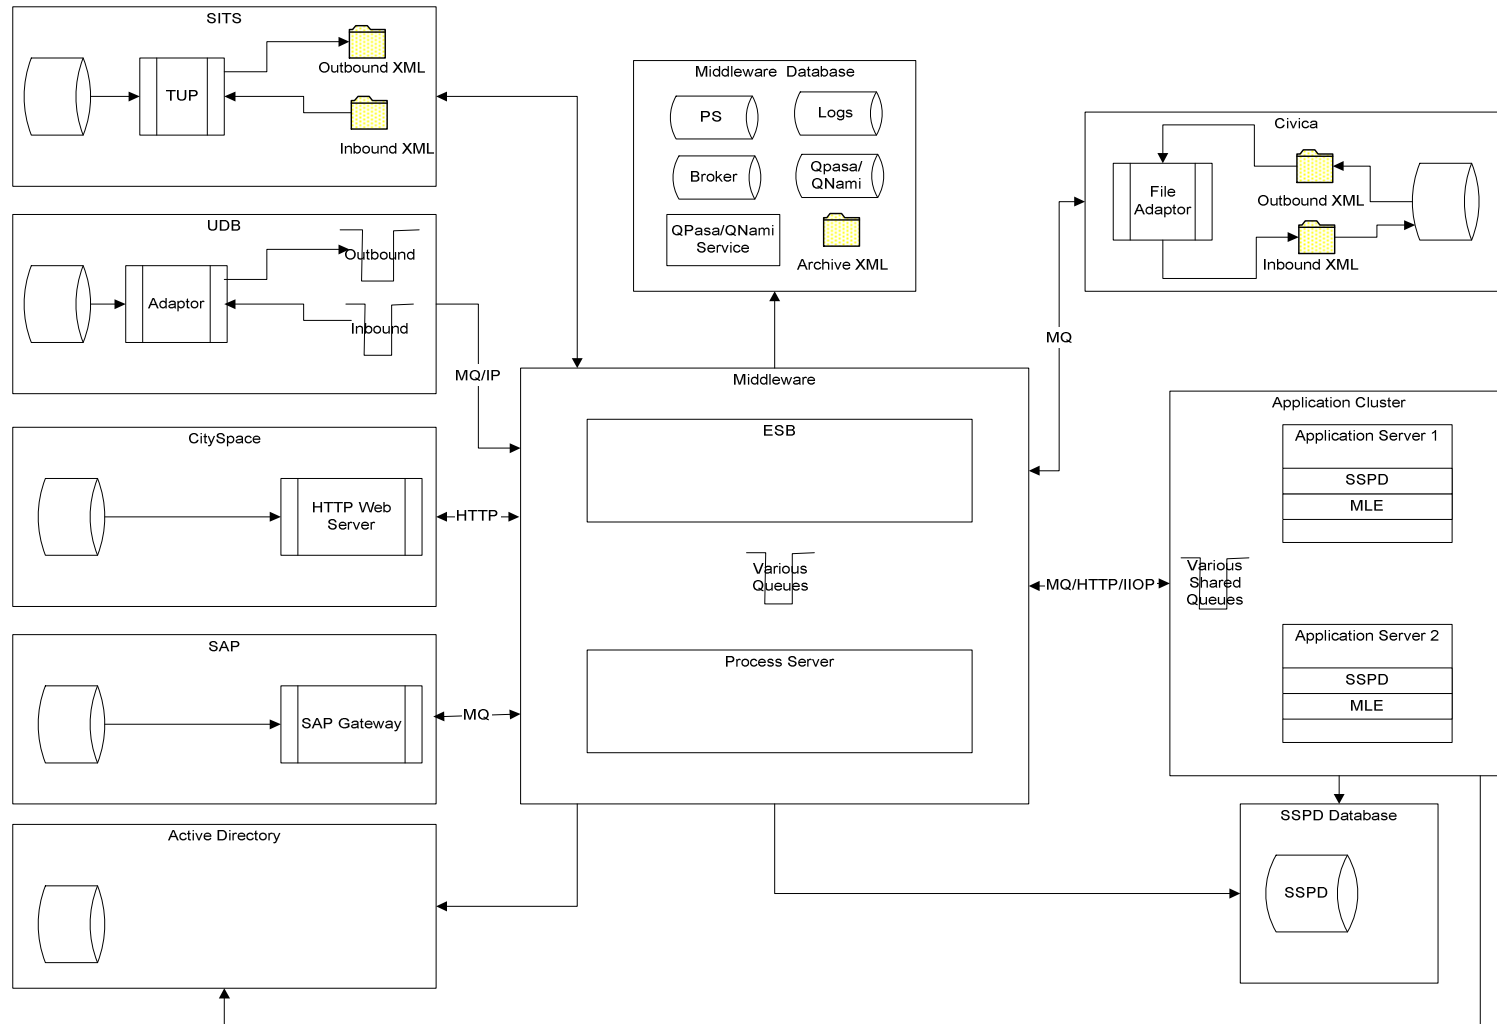 SITS
TUP
Outbound XML
Inbound XML
UDB
Adaptor
Outbound
Inbound
MQ/IP
CitySpace
HTTP Web
Server
HTTP
SAP
SAP Gateway
MQ
Active Directory
Middleware  Database
PS
Logs
Broker
Qpasa/
QNami
QPasa/QNami
Service
Archive XML
Middleware
ESB
Various
Queues
Process Server
Civica
File
Adaptor
Outbound XML
Inbound XML
MQ
MQ/HTTP/IIOP
Application Cluster
Application Server 1
SSPD
MLE
Various
Shared
Queues
Application Server 2
SSPD
MLE
SSPD Database
SSPD